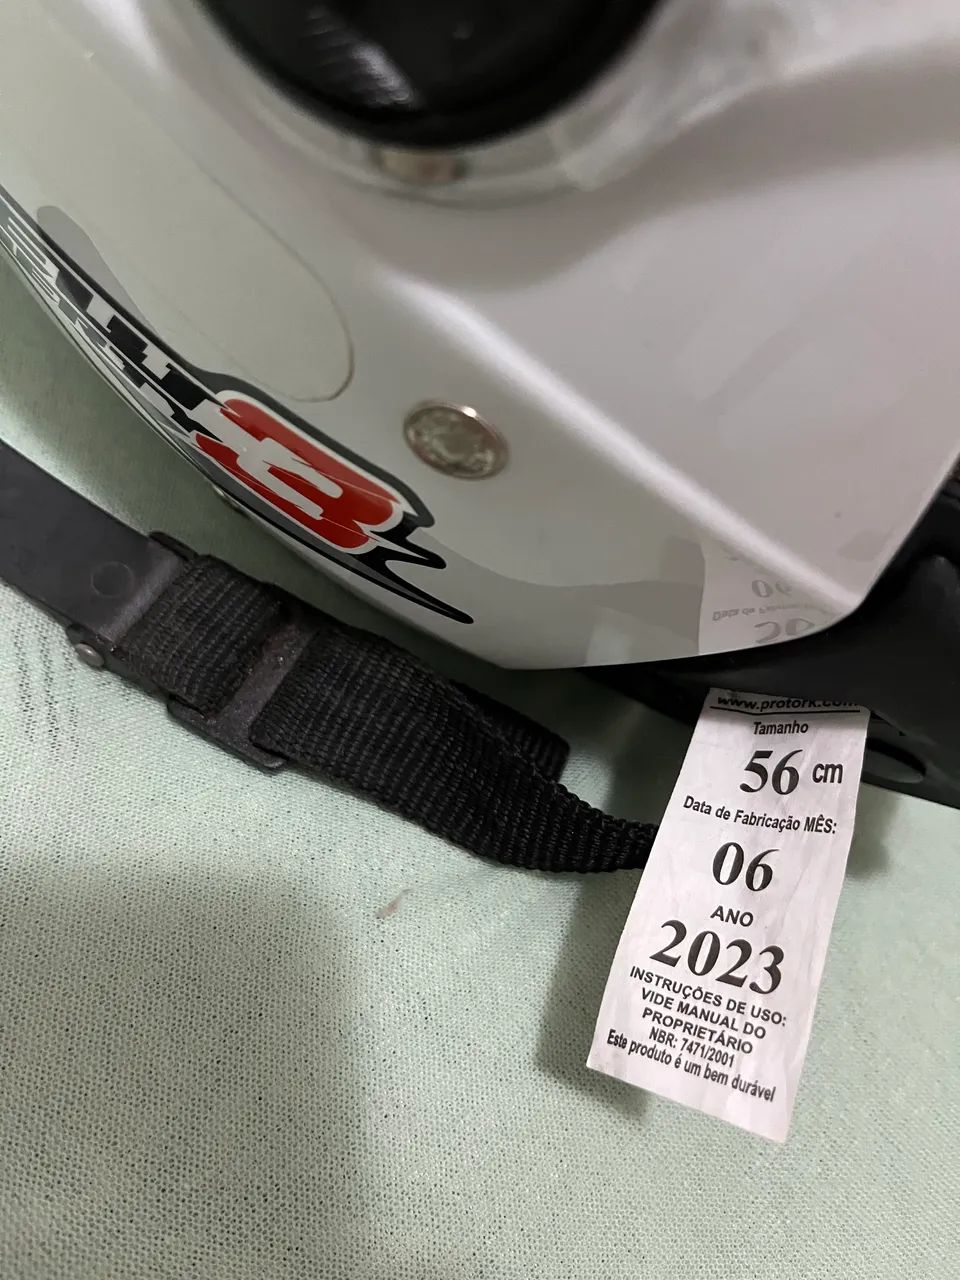 www.protork.com
Tamanho
56 cm
Data de Fabricação MÊS:
06
ANO
2023
INSTRUÇÕES DE USO:
VIDE MANUAL DO
PROPRIETÁRIO
NBR: 7471/2001
Este produto é um bem durável